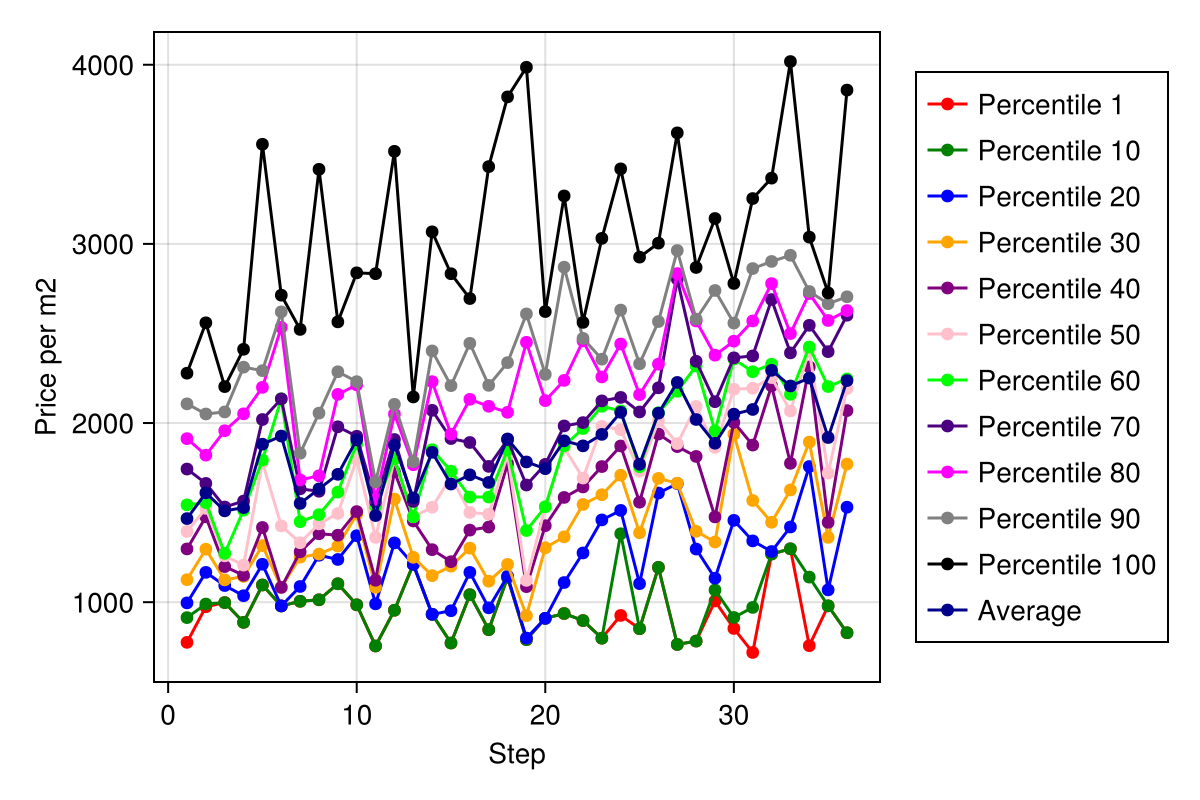 4000
3000
2000
1000
Price per m2
0
10
20
30
Step
Percentile 1
Percentile 10
Percentile 20
Percentile 30
Percentile 40
Percentile 50
Percentile 60
Percentile 70
Percentile 80
Percentile 90
Percentile 100
Average